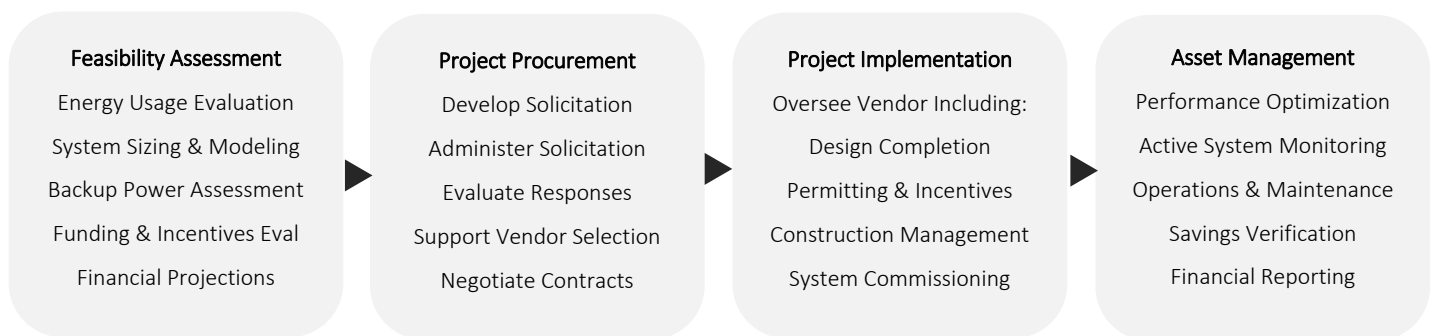 Feasibility Assessment
Energy Usage Evaluation
System Sizing & Modeling
Backup Power Assessment
Funding & Incentives Eval
Financial Projections
Project Procurement
Develop Solicitation
Administer Solicitation
Evaluate Responses
Support Vendor Selection
Negotiate Contracts
Project Implementation
Oversee Vendor Including:
Design Completion
Permitting & Incentives
Construction Management
System Commissioning
Asset Management
Performance Optimization
Active System Monitoring
Operations & Maintenance
Savings Verification
Financial Reporting